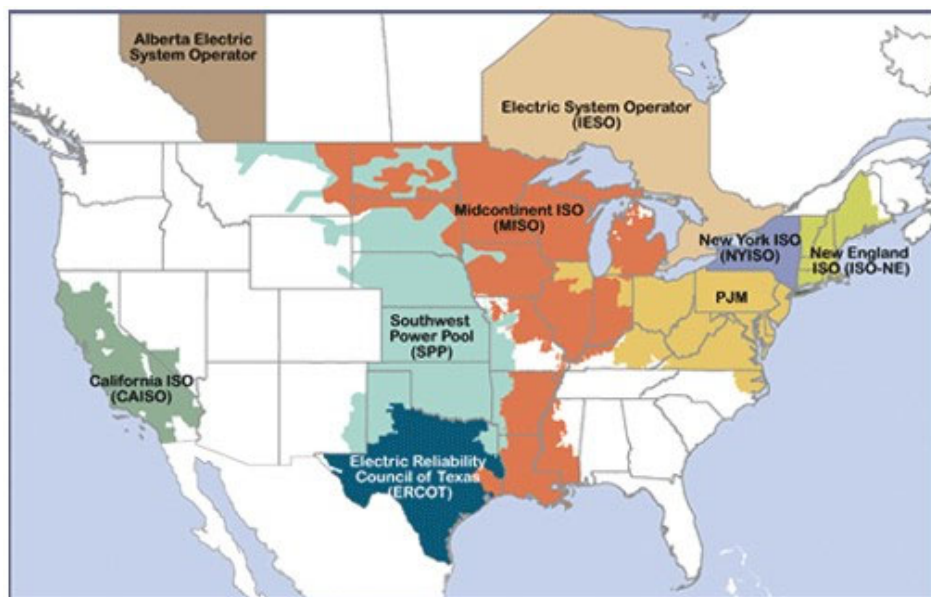 Alberta Electric
System Operator
Electric System Operator
(IESO)
Midcontinent ISO
(MISO)
New York ISO
(NYISO)
New England
ISO (ISO-NE)
PJM
Southwest
Power Pool
(SPP)
California ISO
(CAISO)
Electric Reliability
Council of Texas
(ERCOT)